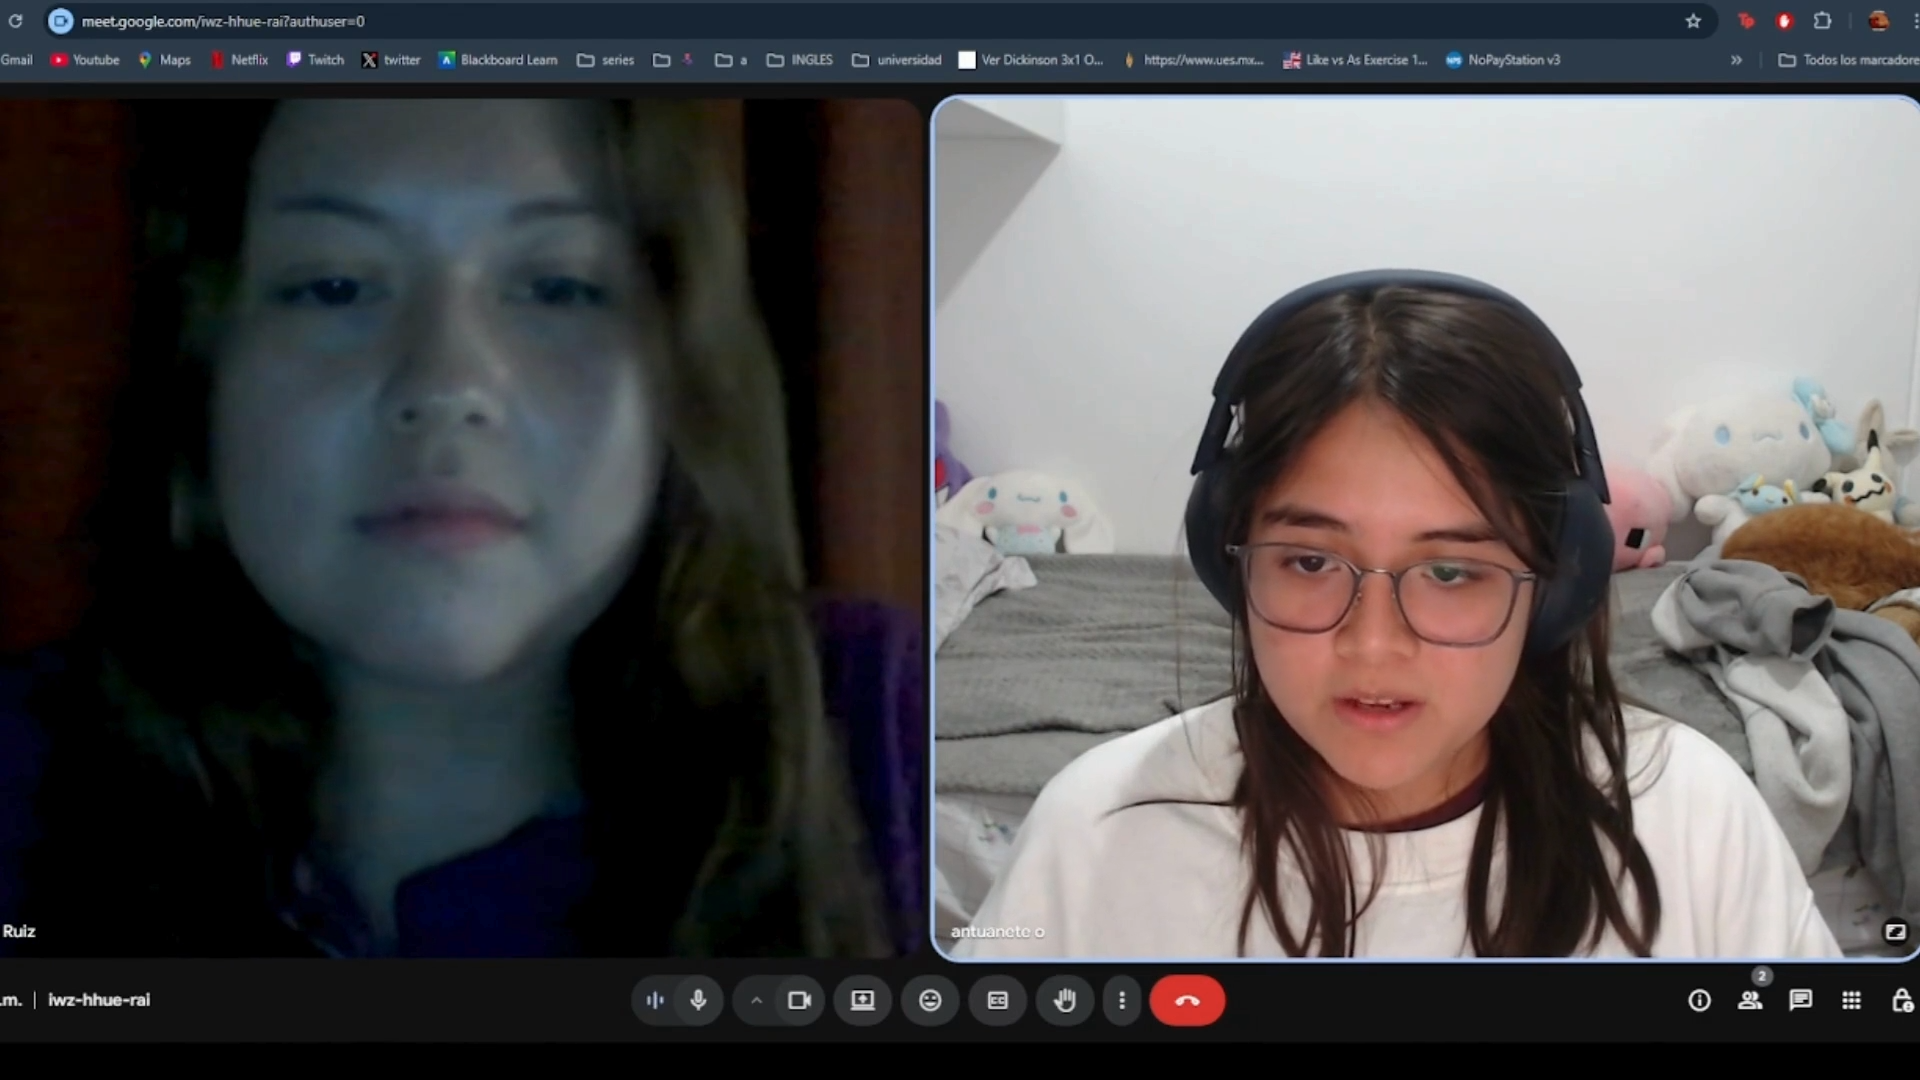 meet.google.com/iwz-hhue-rai?authuser=0
Gmail Youtube Maps Netflix Twitch twitter Blackboard Learn series a INGLES universidad Ver Dickinson 3x1 O... https://www.ues.mx... Like vs As Exercise 1... NoPayStation v3 » Todos los marcadore
Ruiz
antuanete o
.m. | iwz-hhue-rai
2